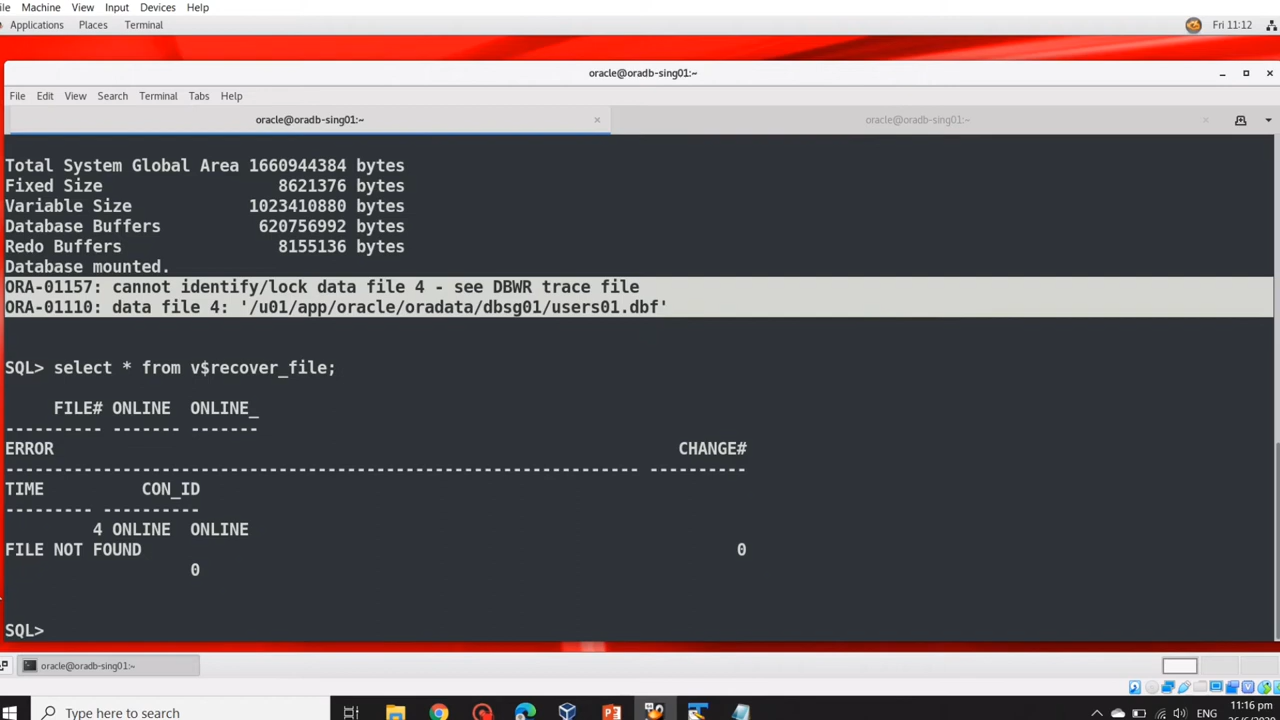 ile Machine View Input Devices Help
Applications Places Terminal Fri 11:12
oracle@oradb-sing01:~
File Edit View Search Terminal Tabs Help
oracle@oradb-sing01:~ oracle@oradb-sing01:~
Total System Global Area 1660944384 bytes
Fixed Size 8621376 bytes
Variable Size 1023410880 bytes
Database Buffers 620756992 bytes
Redo Buffers 8155136 bytes
Database mounted.
ORA-01157: cannot identify/lock data file 4 - see DBWR trace file
ORA-01110: data file 4: '/u01/app/oracle/oradata/dbsg01/users01.dbf'
SQL> select * from v$recover_file;
FILE# ONLINE ONLINE_
---------- ------- -------
ERROR CHANGE#
----------------------------------------------------------------- ----------
TIME CON_ID
--------- ----------
4 ONLINE ONLINE
FILE NOT FOUND 0
0
SQL>
oracle@oradb-sing01:~
Type here to search ENG 11:16 pm